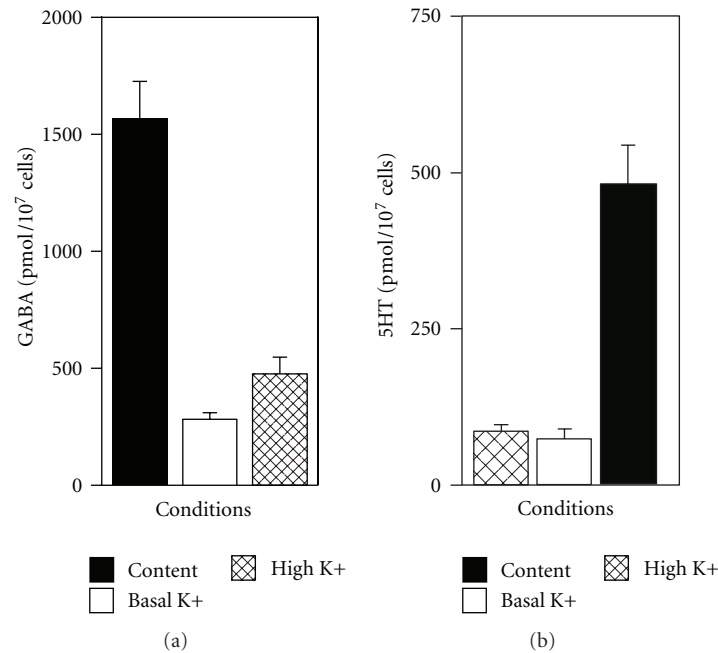 2000
1500
1000
500
0
GABA (pmol/10⁷ cells)
Conditions
Content
High K+
Basal K+
(a)
750
500
250
0
5HT (pmol/10⁷ cells)
Conditions
Content
High K+
Basal K+
(b)